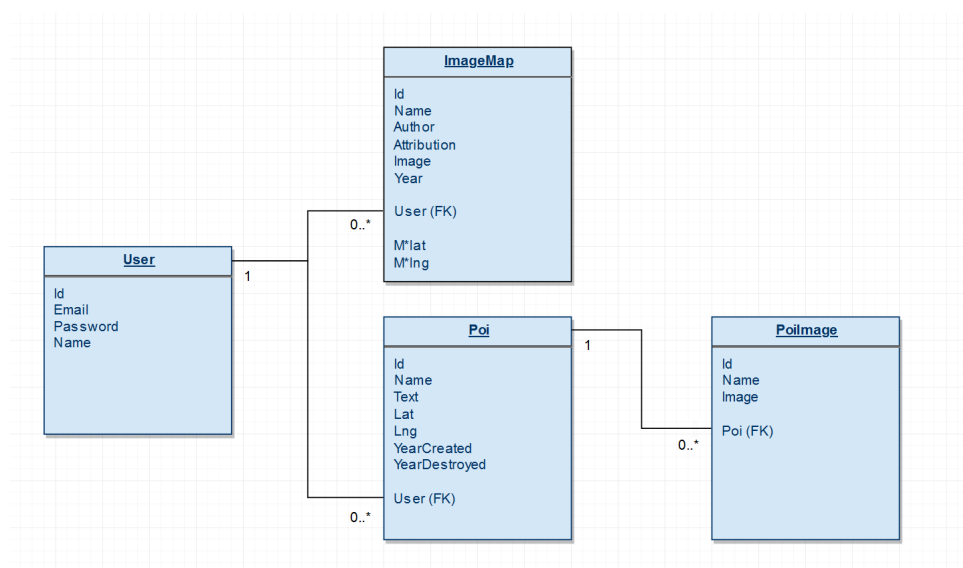 ImageMap
Id
Name
Author
Attribution
Image
Year
User (FK)
0..*
M*lat
M*lng
User
1
Id
Email
Password
Name
Poi
1
Id
Name
Text
Lat
Lng
YearCreated
YearDestroyed
User (FK)
0..*
PoiImage
Id
Name
Image
Poi (FK)
0..*